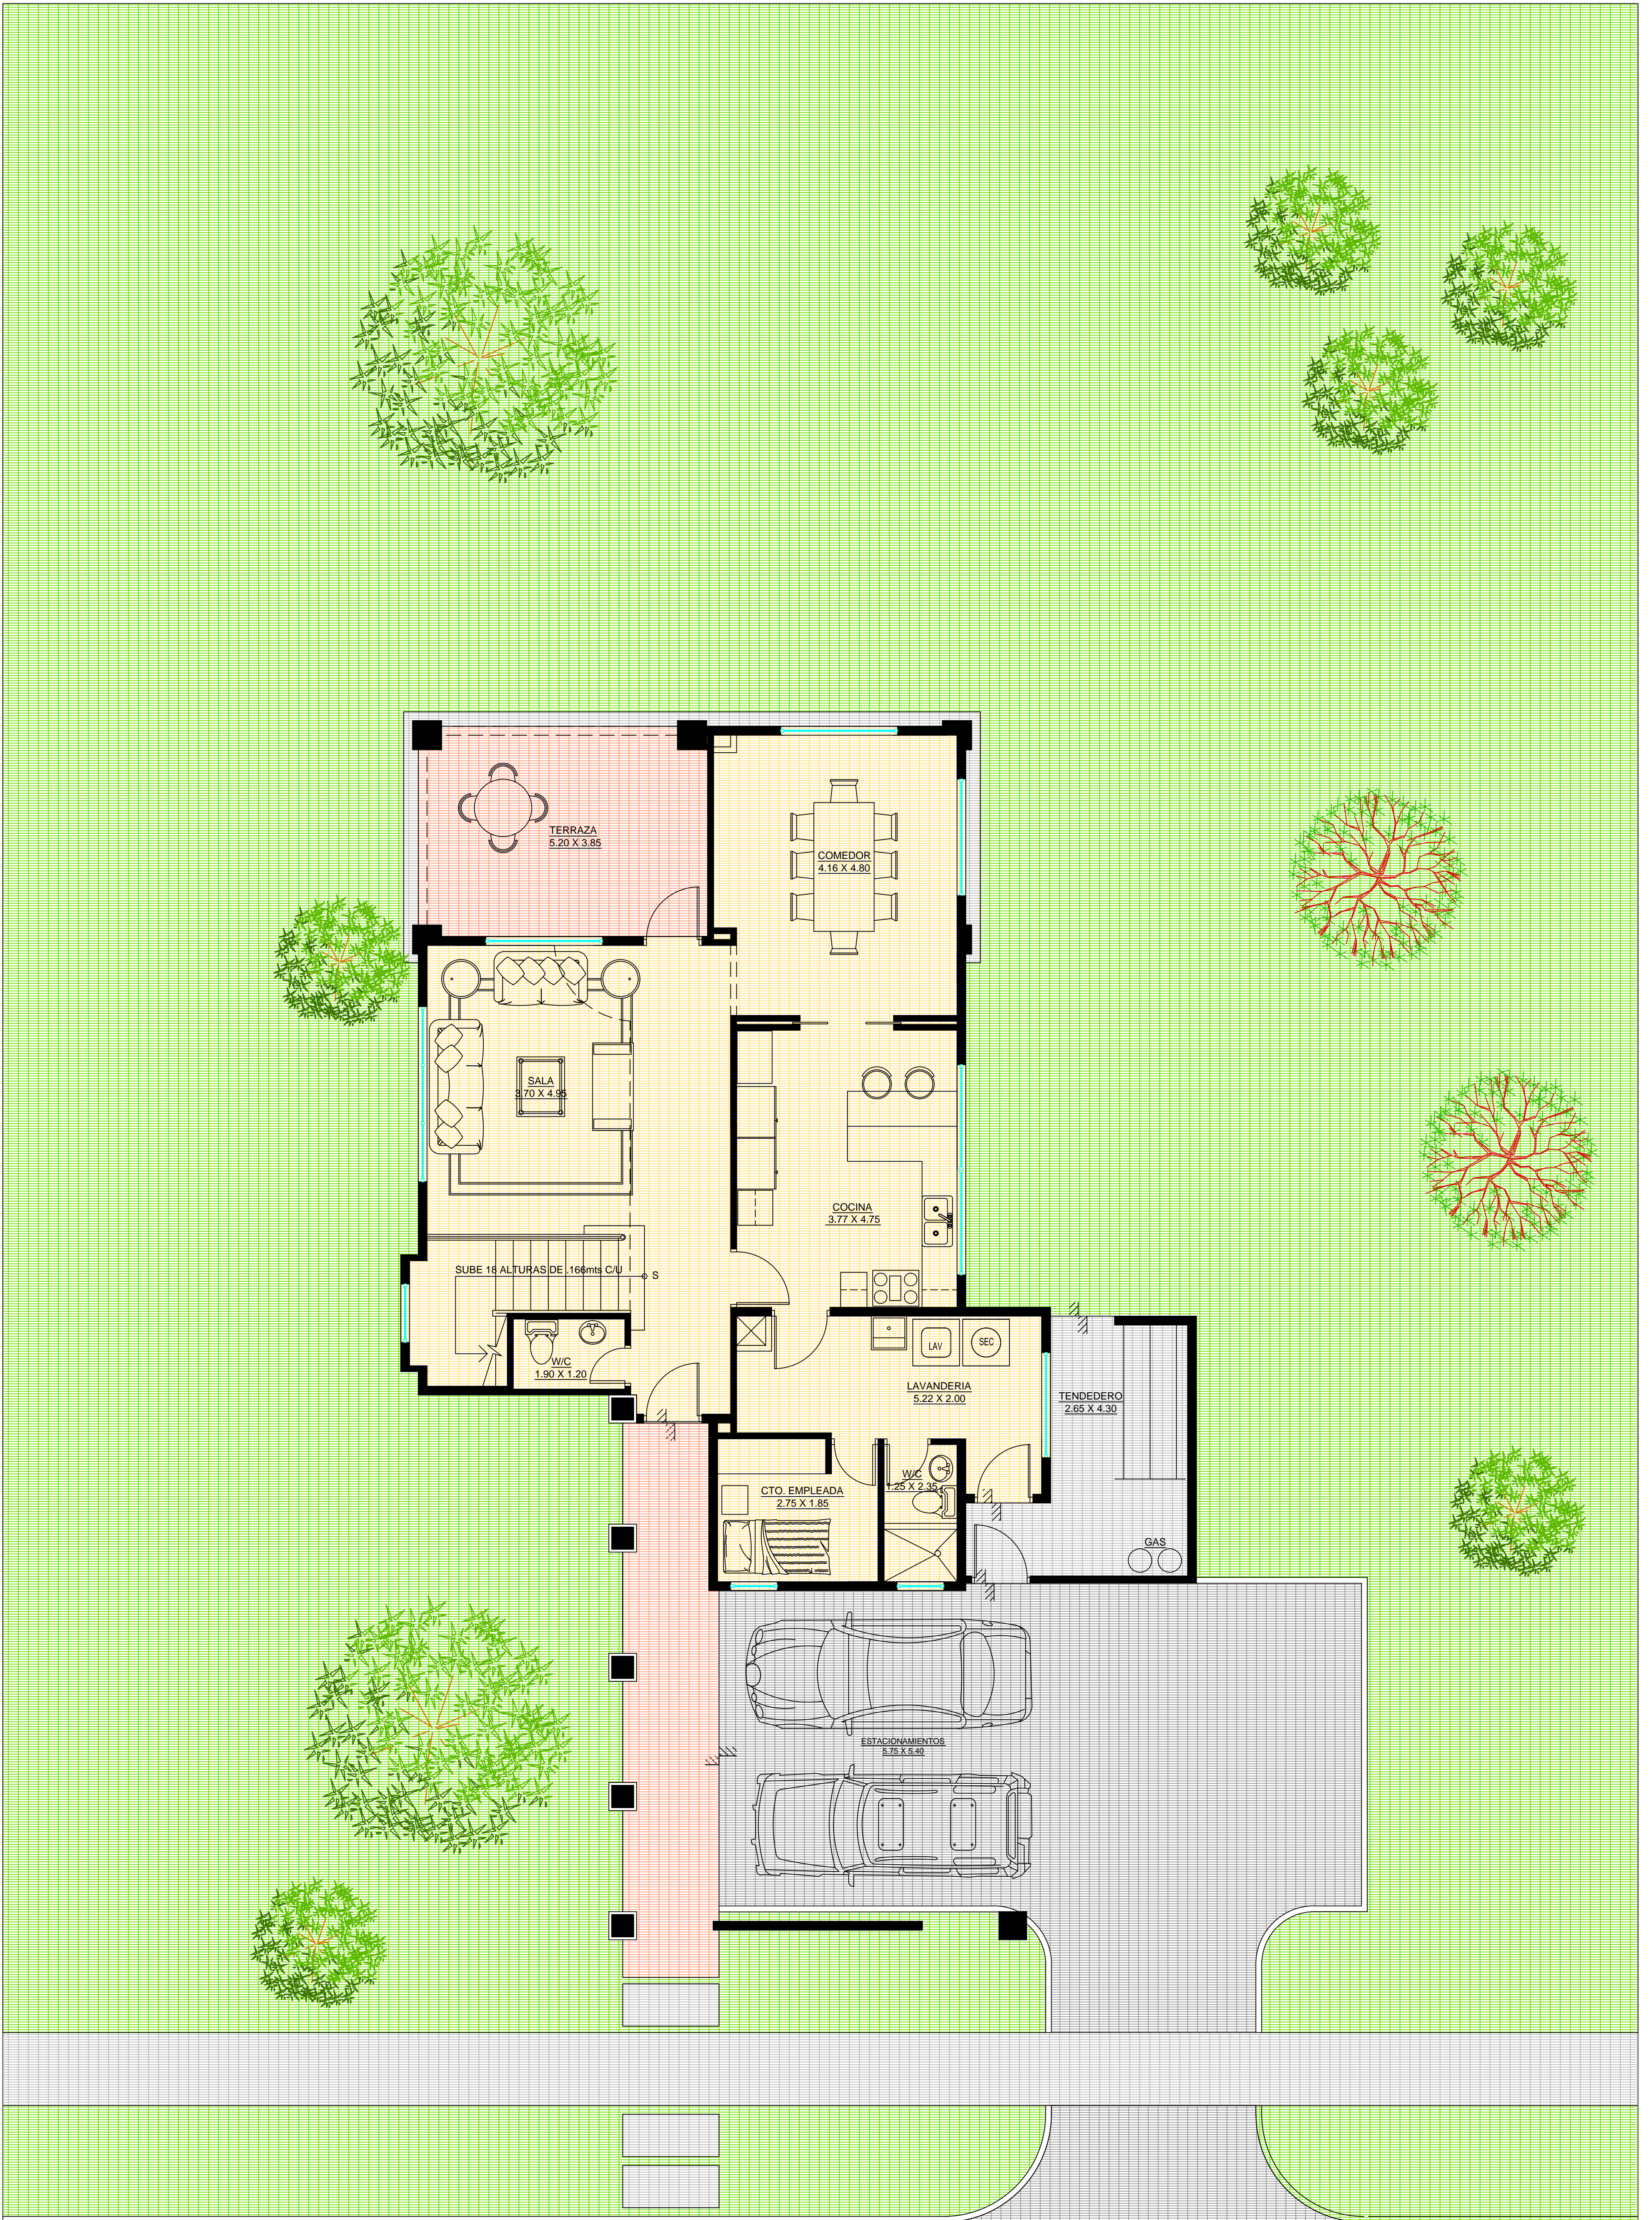 TERRAZA
5.20 X 3.85
COMEDOR
4.16 X 4.80
SALA
3.70 X 4.95
COCINA
3.77 X 4.75
SUBE 18 ALTURAS DE .166mts C/U
S
W/C
1.90 X 1.20
LAV
SEC
LAVANDERIA
5.22 X 2.00
TENDEDERO
2.65 X 4.30
CTO. EMPLEADA
2.75 X 1.85
W/C
1.25 X 2.35
GAS
ESTACIONAMIENTOS
5.75 X 5.40